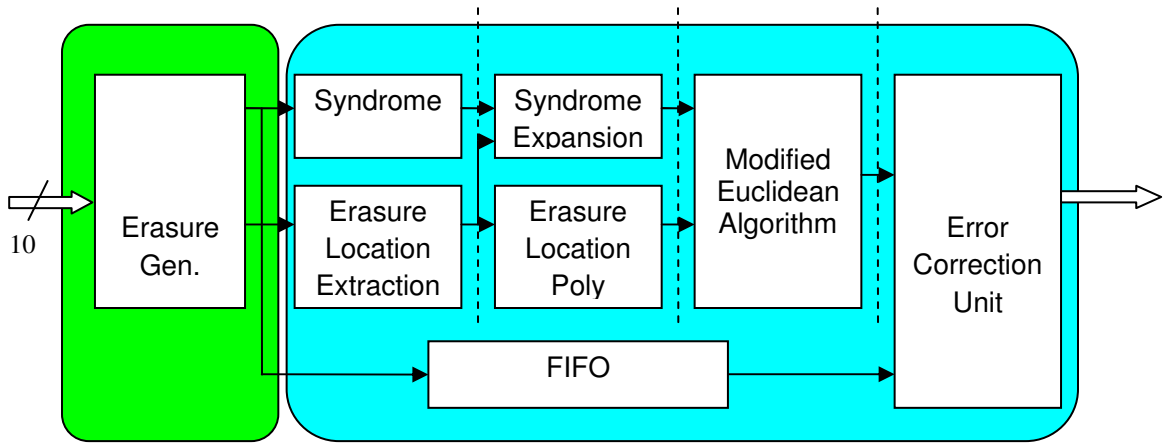 10
Erasure
Gen.
Syndrome
Erasure
Location
Extraction
Syndrome
Expansion
Erasure
Location
Poly
Modified
Euclidean
Algorithm
Error
Correction
Unit
FIFO